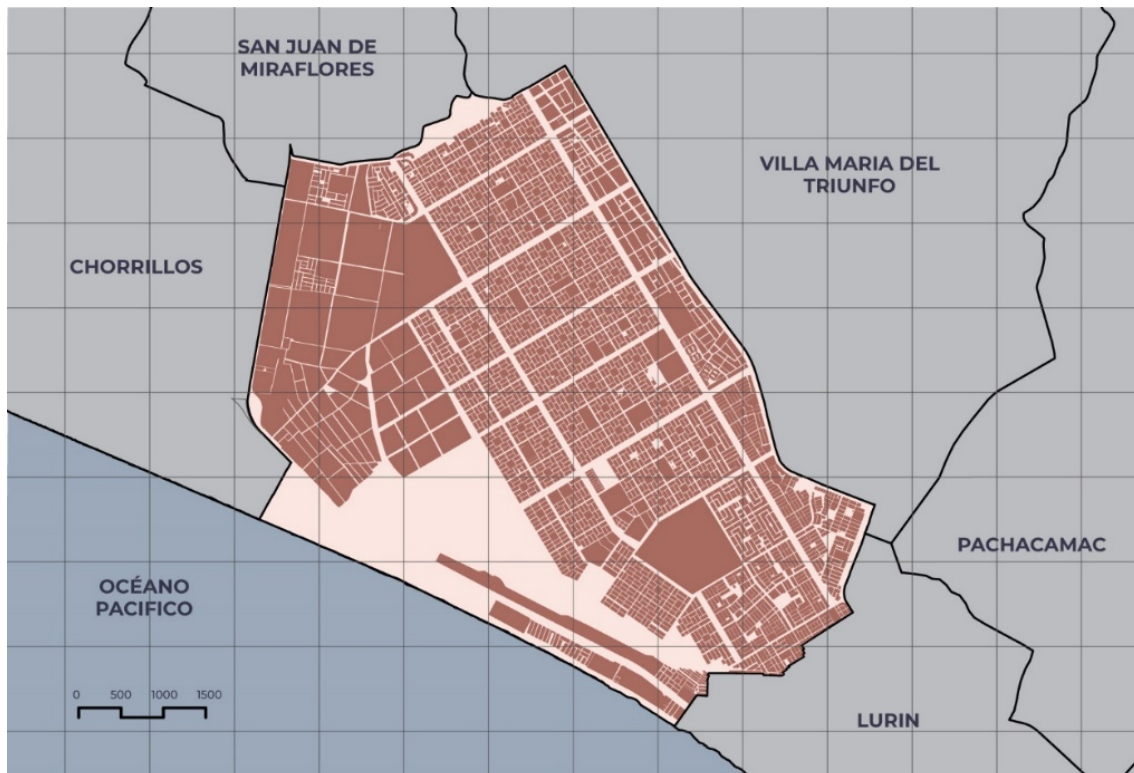 SAN JUAN DE
MIRAFLORES
VILLA MARIA DEL
TRIUNFO
CHORRILLOS
PACHACAMAC
OCÉANO
PACIFICO
0 500 1000 1500
LURIN